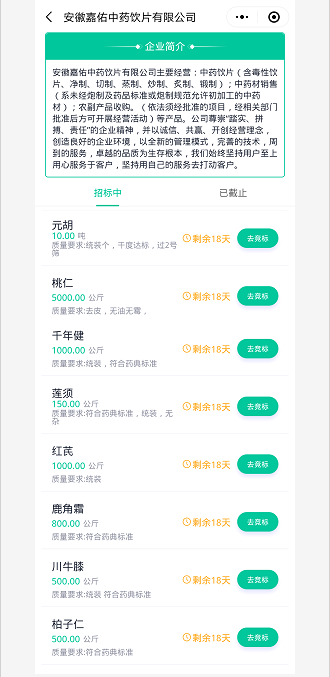 安徽嘉佑中药饮片有限公司
企业简介
安徽嘉佑中药饮片有限公司主要经营：中药饮片（含毒性饮
片、净制、切制、蒸制、炒制、炙制、锻制）；中药材销售
（系未经炮制及药品标准或炮制规范允许初加工的中药
材）；农副产品收购。（依法须经批准的项目，经相关部门
批准后方可开展经营活动）等产品。公司尊崇“踏实、拼
搏、责任”的企业精神，并以诚信、共赢、开创经营理念，
创造良好的企业环境，以全新的管理模式，完善的技术，周
到的服务，卓越的品质为生存根本，我们始终坚持用户至上
用心服务于客户，坚持用自己的服务去打动客户。
招标中 已截止
元胡
10.00 吨
质量要求:统装个，干度达标，过2号
筛
剩余18天 去竞标
桃仁
5000.00 公斤
质量要求:去皮，无油无霉，
剩余18天 去竞标
千年健
1000.00 公斤
质量要求:统装，符合药典标准
剩余18天 去竞标
莲须
150.00 公斤
质量要求:符合药典标准，统装，无
杂
剩余18天 去竞标
红芪
1000.00 公斤
质量要求:统装
剩余18天 去竞标
鹿角霜
800.00 公斤
质量要求:符合药典标准
剩余18天 去竞标
川牛膝
500.00 公斤
质量要求:统装 符合药典标准
剩余18天 去竞标
柏子仁
500.00 公斤
质量要求:符合药典标准
剩余18天 去竞标